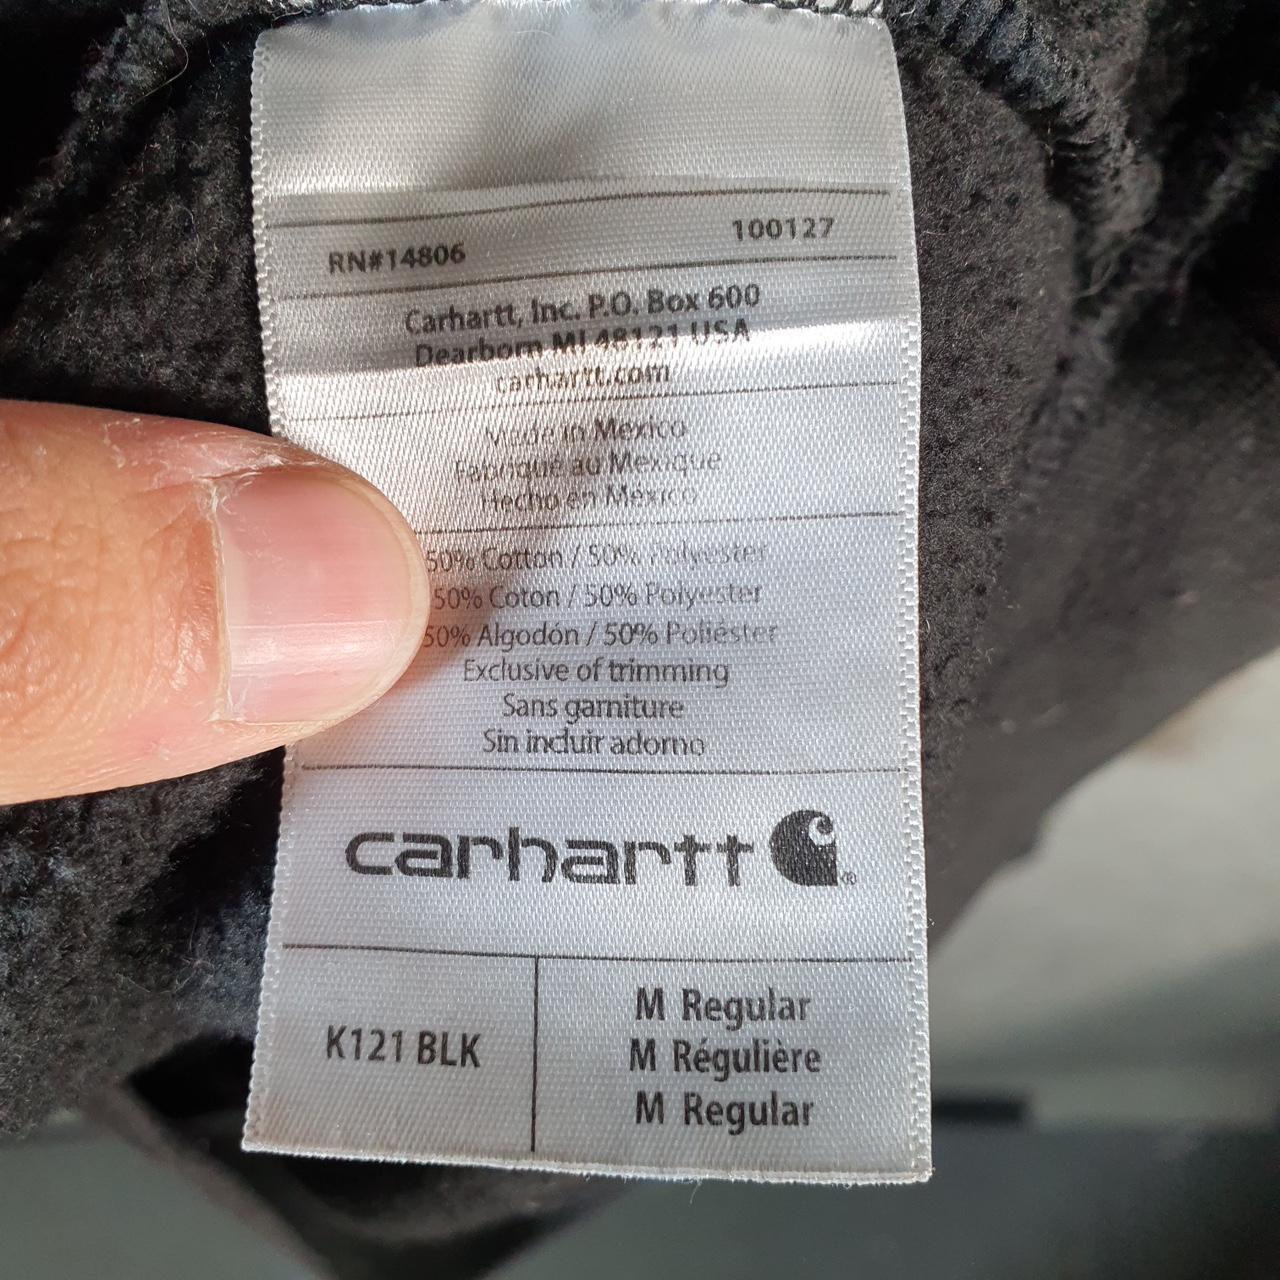 RN#14806 100127
Carhartt, Inc. P.O. Box 600
Dearborn MI 48121 USA
carhartt.com
Made in Mexico
Fabriqué au Mexique
Hecho en México
50% Cotton / 50% Polyester
50% Coton / 50% Polyester
50% Algodón / 50% Poliéster
Exclusive of trimming
Sans garniture
Sin incluir adorno
carhartt ®
K121 BLK
M Regular
M Régulière
M Regular